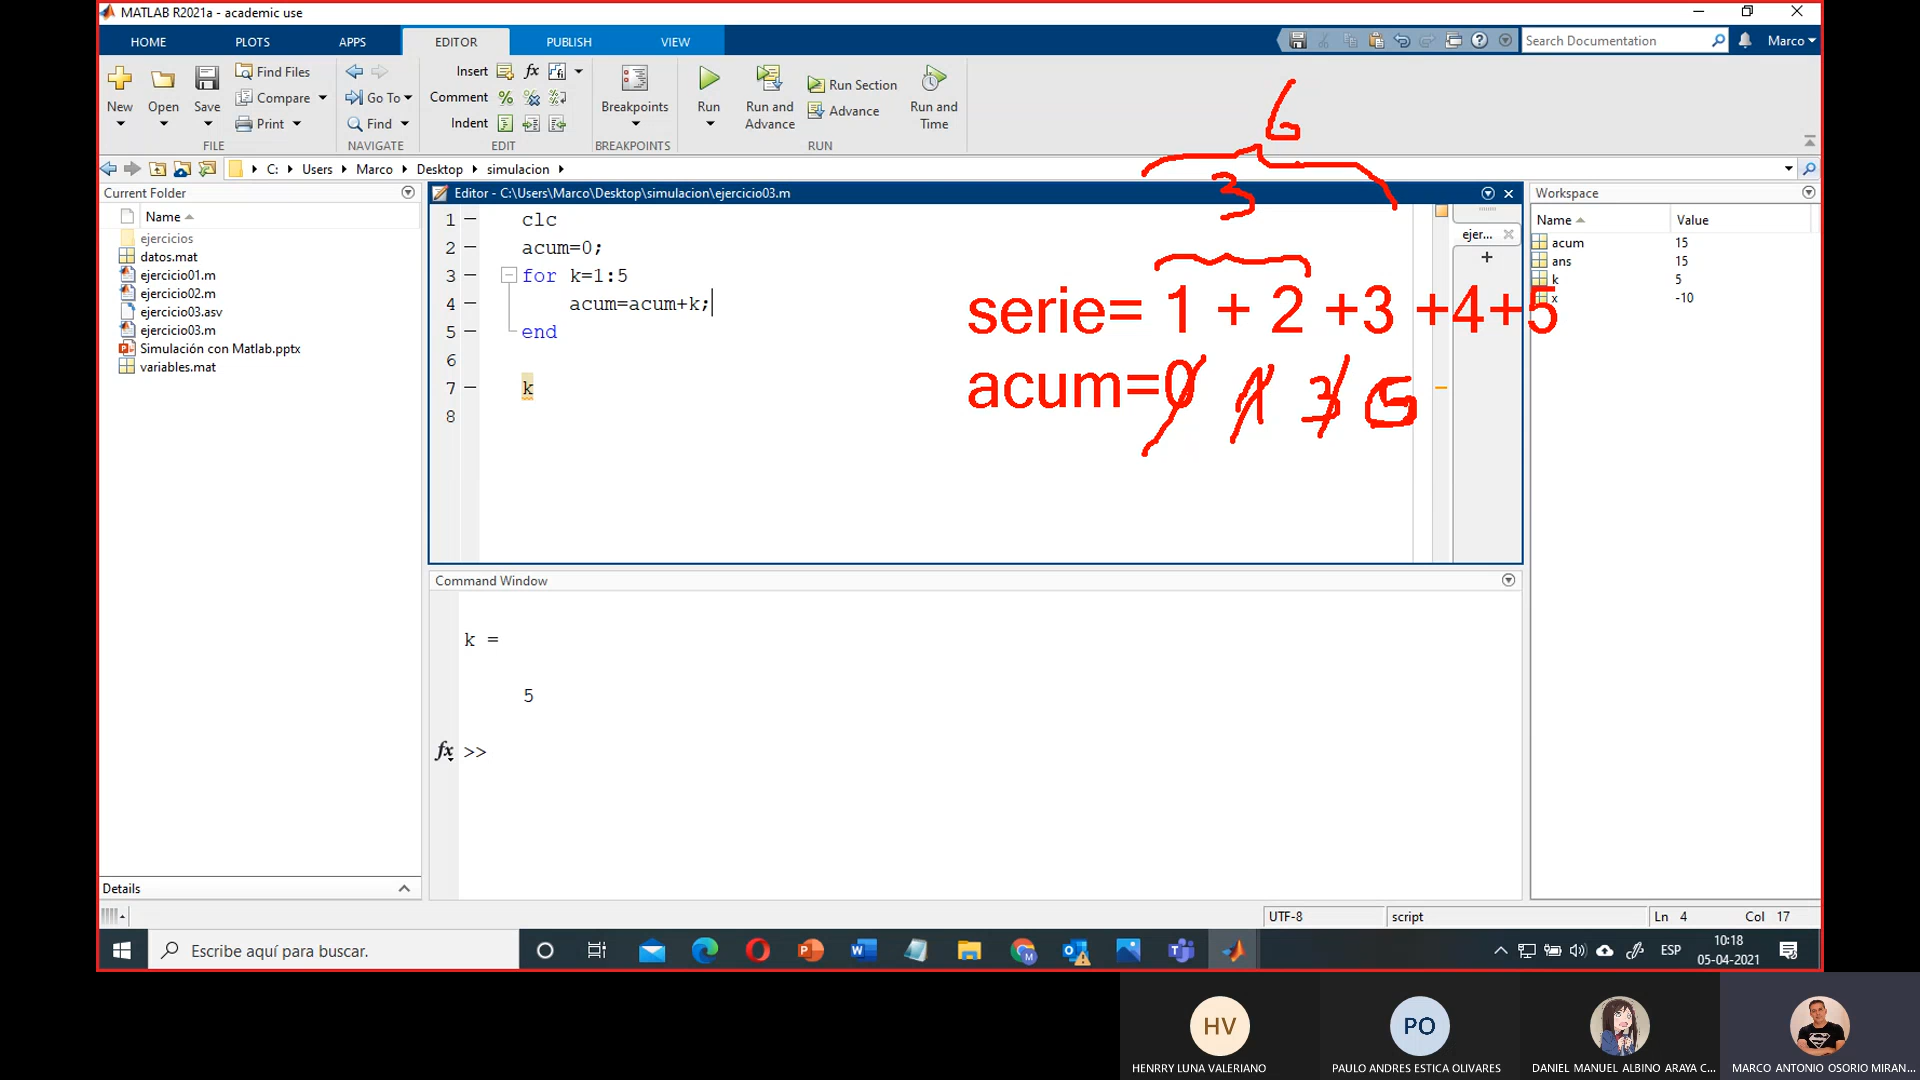 MATLAB R2021a - academic use
HOME PLOTS APPS EDITOR PUBLISH VIEW
Search Documentation
Marco
New Open Save
Find Files
Compare
Print
FILE
Go To
Find
NAVIGATE
Insert fx
Comment % 
Indent
EDIT
Breakpoints
BREAKPOINTS
Run
Run and Advance
Run Section
Advance
Run and Time
RUN
C: Users Marco Desktop simulacion
Current Folder
Name
ejercicios
datos.mat
ejercicio01.m
ejercicio02.m
ejercicio03.asv
ejercicio03.m
Simulación con Matlab.pptx
variables.mat
Details
Editor - C:\Users\Marco\Desktop\simulacion\ejercicio03.m
1 clc
2 acum=0;
3 for k=1:5
4 acum=acum+k;
5 end
6
7 k
8
ejer...
+
6
3
serie= 1 + 2 +3 +4+5
acum=0 1 3
Workspace
Name Value
acum 15
ans 15
k 5
x -10
Command Window
k =
5
fx >>
UTF-8 script Ln 4 Col 17
Escribe aquí para buscar.
ESP
10:18
05-04-2021
HV
HENRRY LUNA VALERIANO
PO
PAULO ANDRES ESTICA OLIVARES
DANIEL MANUEL ALBINO ARAYA C...
MARCO ANTONIO OSORIO MIRAN...